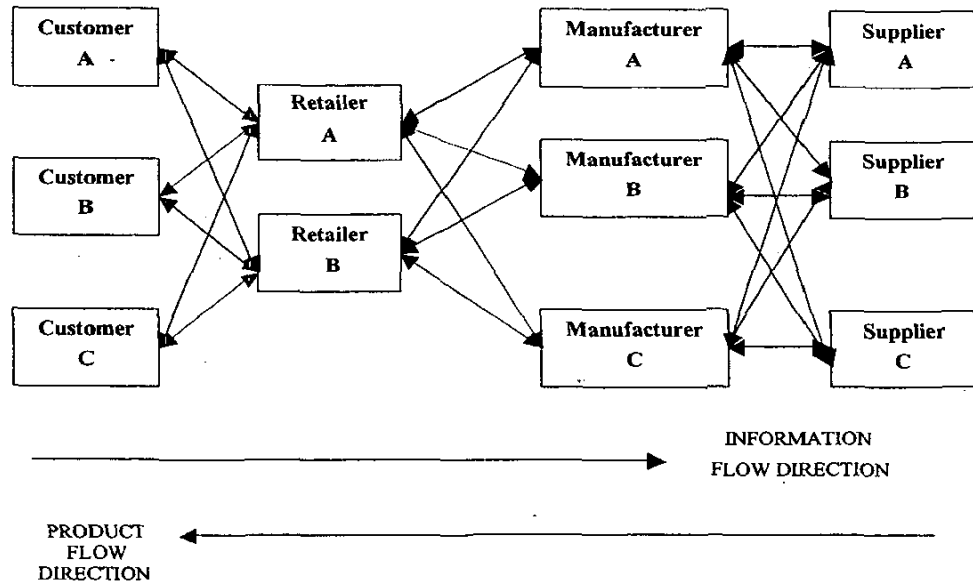 Customer
A
Customer
B
Customer
C
Retailer
A
Retailer
B
Manufacturer
A
Manufacturer
B
Manufacturer
C
Supplier
A
Supplier
B
Supplier
C
INFORMATION
FLOW DIRECTION
PRODUCT
FLOW
DIRECTION